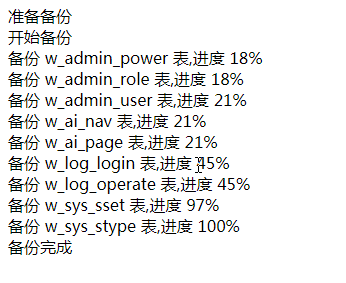 准备备份
开始备份
备份 w_admin_power 表,进度 18%
备份 w_admin_role 表,进度 18%
备份 w_admin_user 表,进度 21%
备份 w_ai_nav 表,进度 21%
备份 w_ai_page 表,进度 21%
备份 w_log_login 表,进度 45%
备份 w_log_operate 表,进度 45%
备份 w_sys_sset 表,进度 97%
备份 w_sys_stype 表,进度 100%
备份完成